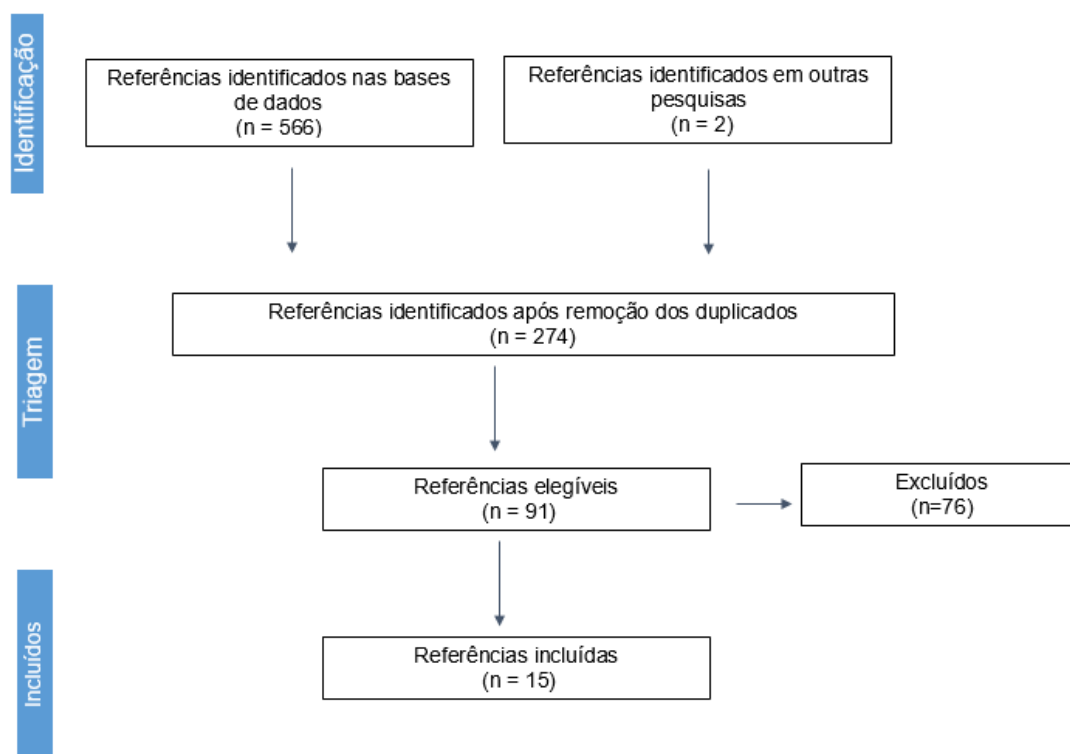 Identificação
Referências identificados nas bases
de dados
(n = 566)
Referências identificados em outras
pesquisas
(n = 2)
Triagem
Referências identificados após remoção dos duplicados
(n = 274)
Referências elegíveis
(n = 91)
Excluídos
(n=76)
Incluídos
Referências incluídas
(n = 15)